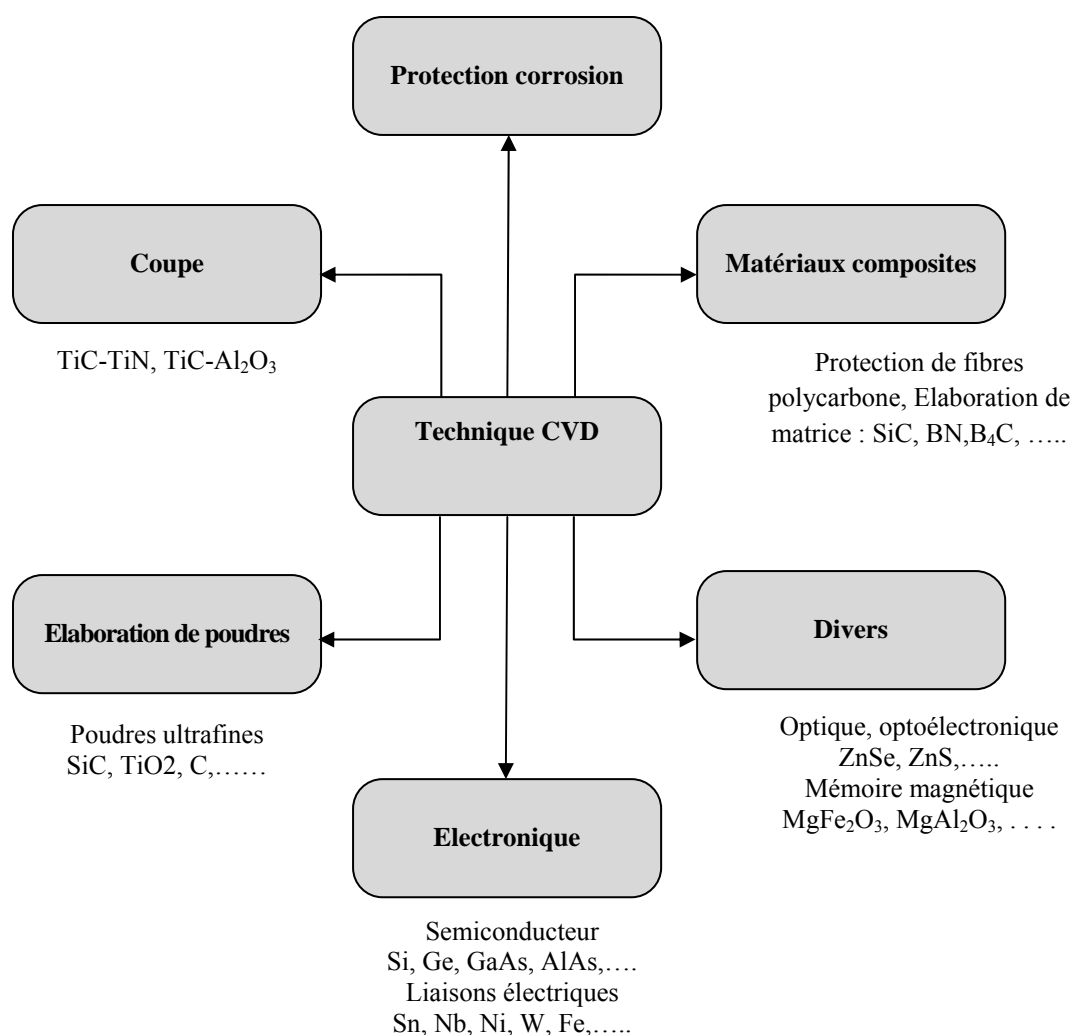 Protection corrosion
Coupe
Matériaux composites
TiC-TiN, TiC-Al₂O₃
Protection de fibres
polycarbone, Elaboration de
matrice : SiC, BN,B₄C, …..
Technique CVD
Elaboration de poudres
Divers
Poudres ultrafines
SiC, TiO2, C,……
Optique, optoélectronique
ZnSe, ZnS,…..
Mémoire magnétique
MgFe₂O₃, MgAl₂O₃, . . . .
Electronique
Semiconducteur
Si, Ge, GaAs, AlAs,….
Liaisons électriques
Sn, Nb, Ni, W, Fe,…..